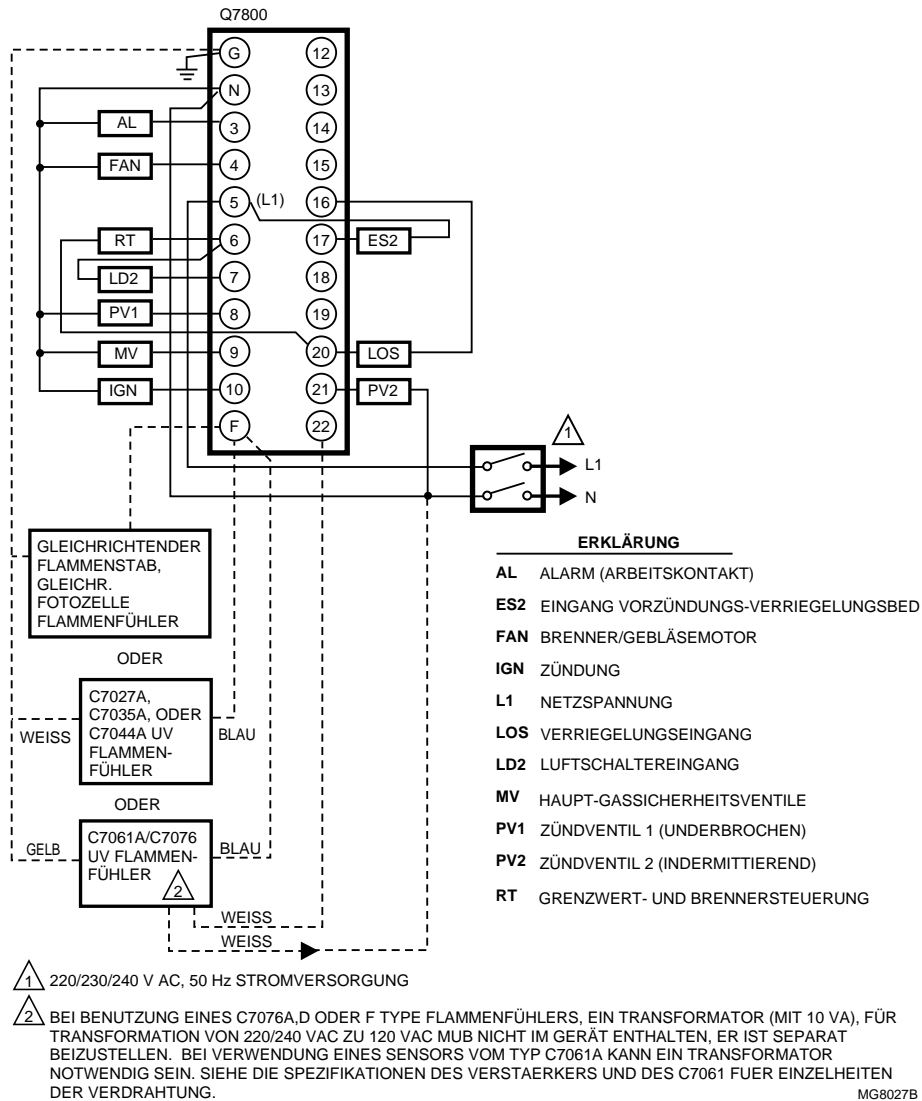 Q7800
G 12
N 13
AL 3 14
FAN 4 15
5 (L1) 16
RT 6 17 ES2
LD2 7 18
PV1 8 19
MV 9 20 LOS
IGN 10 21 PV2
F 22
1
L1
N
GLEICHRICHTENDER
FLAMMENSTAB,
GLEICHR.
FOTOZELLE
FLAMMENFÜHLER
ODER
C7027A,
C7035A, ODER
C7044A UV
FLAMMEN-
FÜHLER
WEISS
BLAU
ODER
C7061A/C7076
UV FLAMMEN-
FÜHLER
2
GELB
BLAU
WEISS
WEISS
ERKLÄRUNG
AL ALARM (ARBEITSKONTAKT)
ES2 EINGANG VORZÜNDUNGS-VERRIEGELUNGSBED
FAN BRENNER/GEBLÄSEMOTOR
IGN ZÜNDUNG
L1 NETZSPANNUNG
LOS VERRIEGELUNGSEINGANG
LD2 LUFTSCHALTEREINGANG
MV HAUPT-GASSICHERHEITSVENTILE
PV1 ZÜNDVENTIL 1 (UNDERBROCHEN)
PV2 ZÜNDVENTIL 2 (INDERMITTIEREND)
RT GRENZWERT- UND BRENNERSTEUERUNG
1 220/230/240 V AC, 50 Hz STROMVERSORGUNG
2 BEI BENUTZUNG EINES C7076A,D ODER F TYPE FLAMMENFÜHLERS, EIN TRANSFORMATOR (MIT 10 VA), FÜR
TRANSFORMATION VON 220/240 VAC ZU 120 VAC MUB NICHT IM GERÄT ENTHALTEN, ER IST SEPARAT
BEIZUSTELLEN. BEI VERWENDUNG EINES SENSORS VOM TYP C7061A KANN EIN TRANSFORMATOR
NOTWENDIG SEIN. SIEHE DIE SPEZIFIKATIONEN DES VERSTAERKERS UND DES C7061 FUER EINZELHEITEN
DER VERDRAHTUNG.
MG8027B